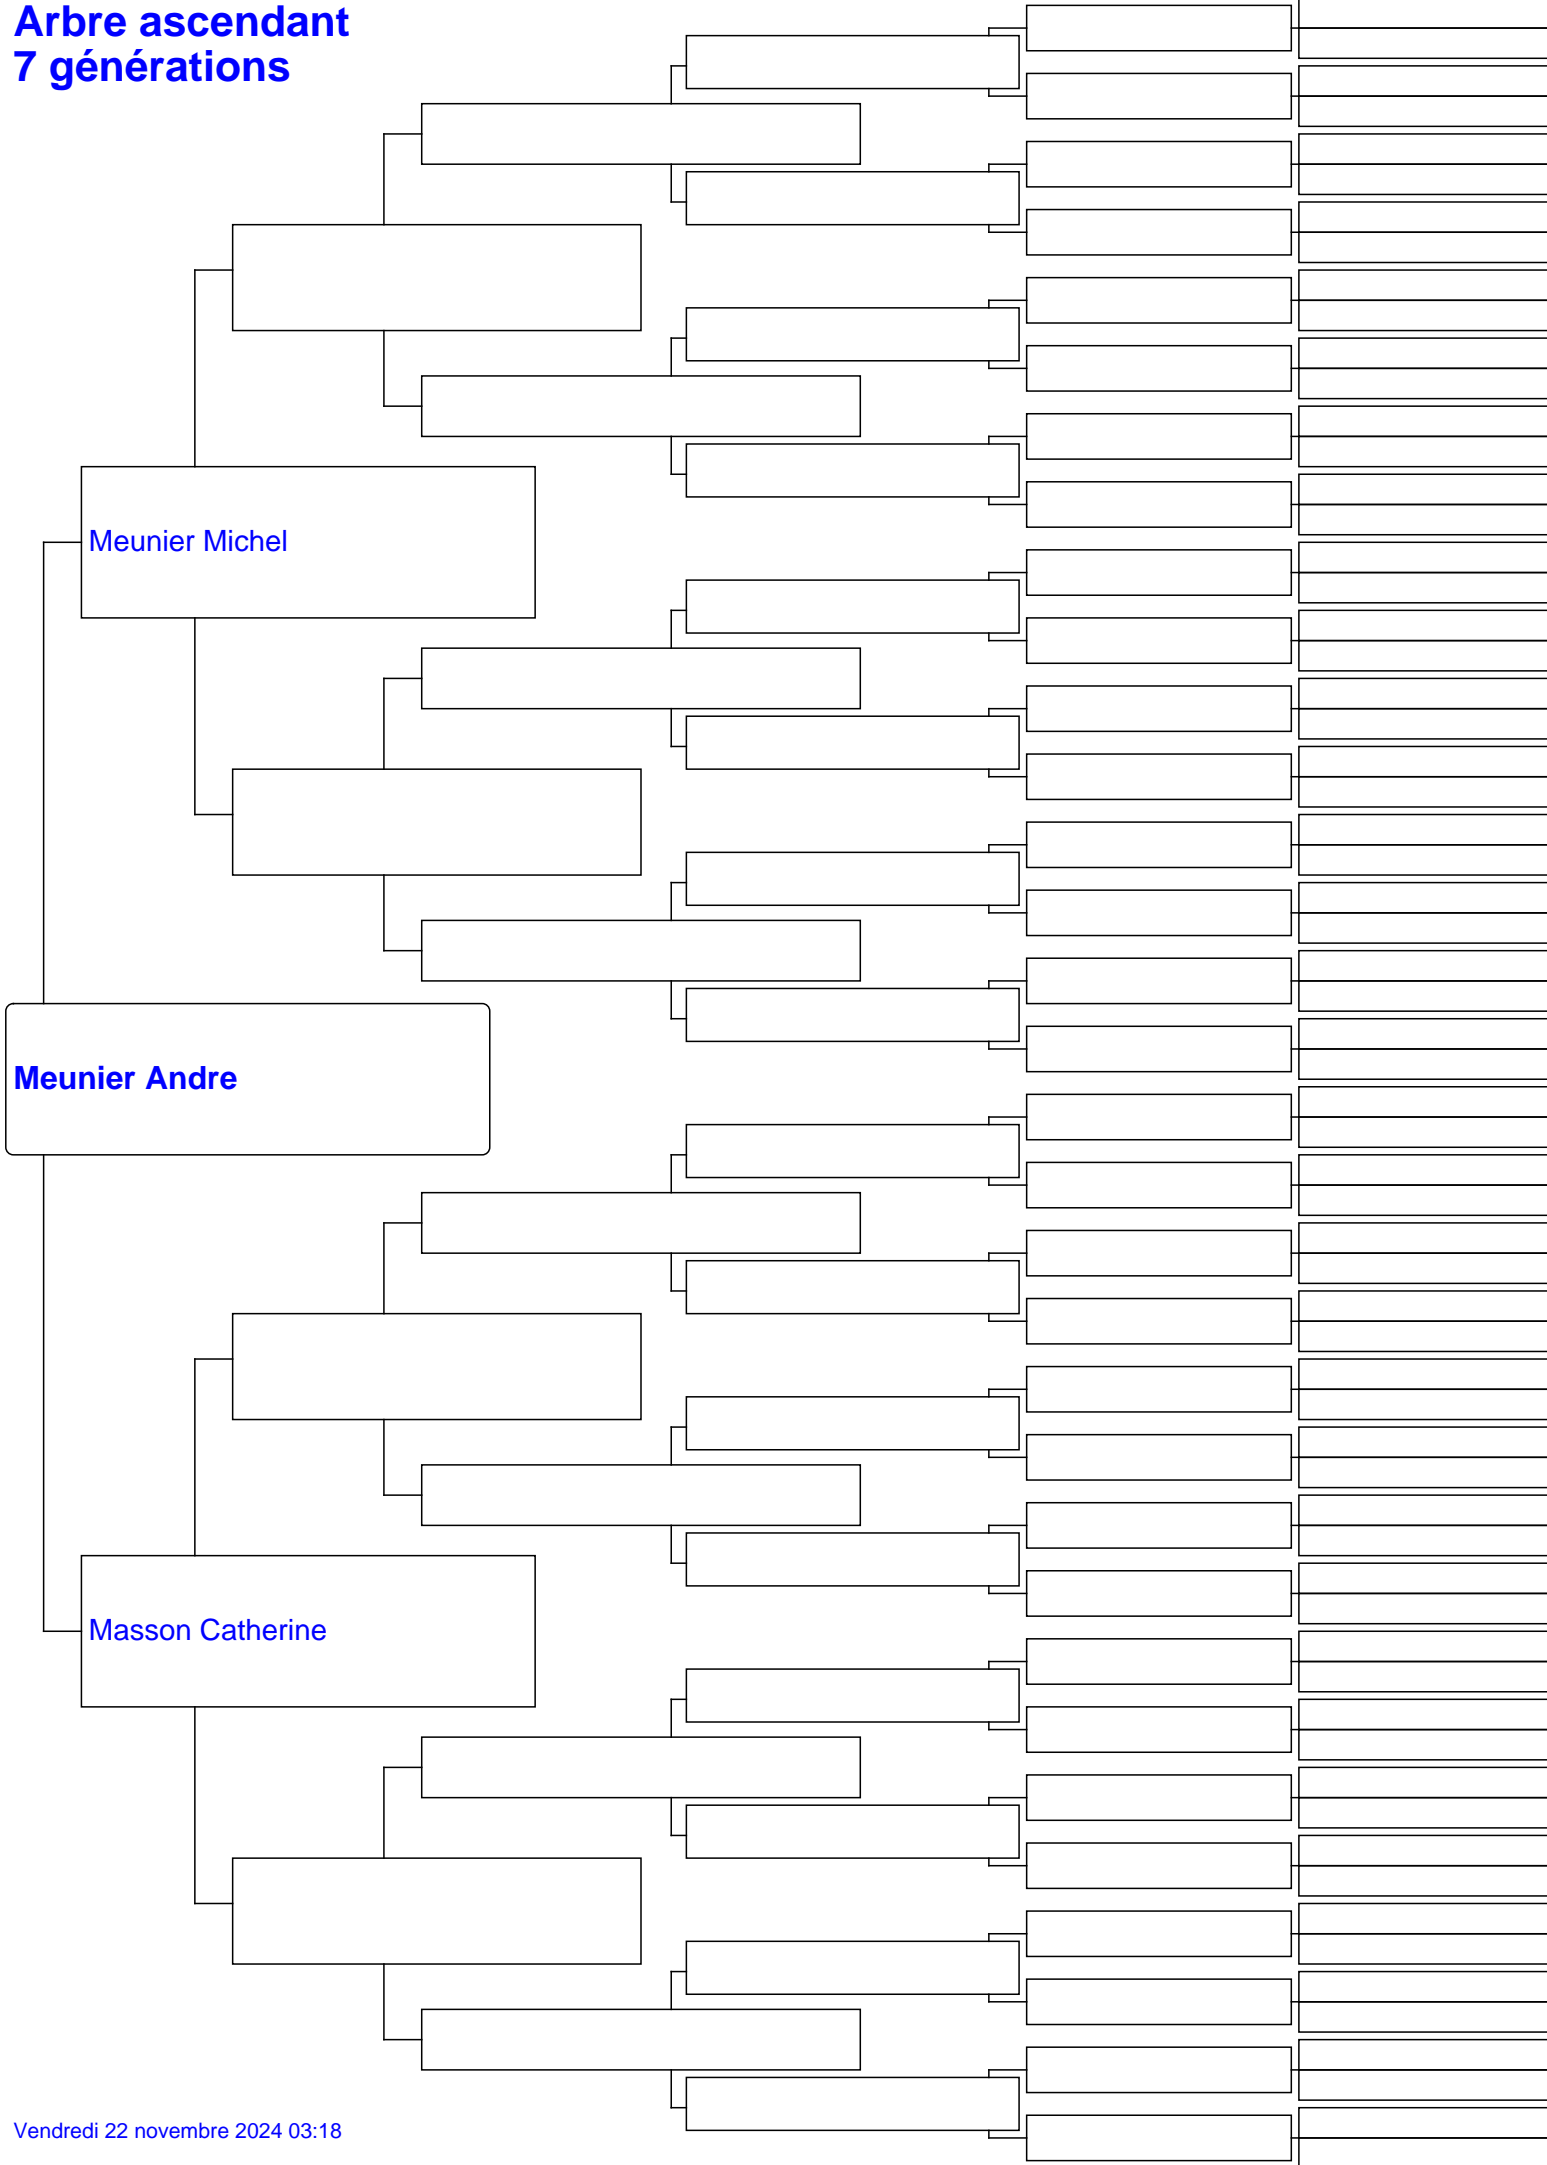 Arbre ascendant
7 générations
Meunier Michel
Meunier Andre
Masson Catherine
Vendredi 22 novembre 2024 03:18